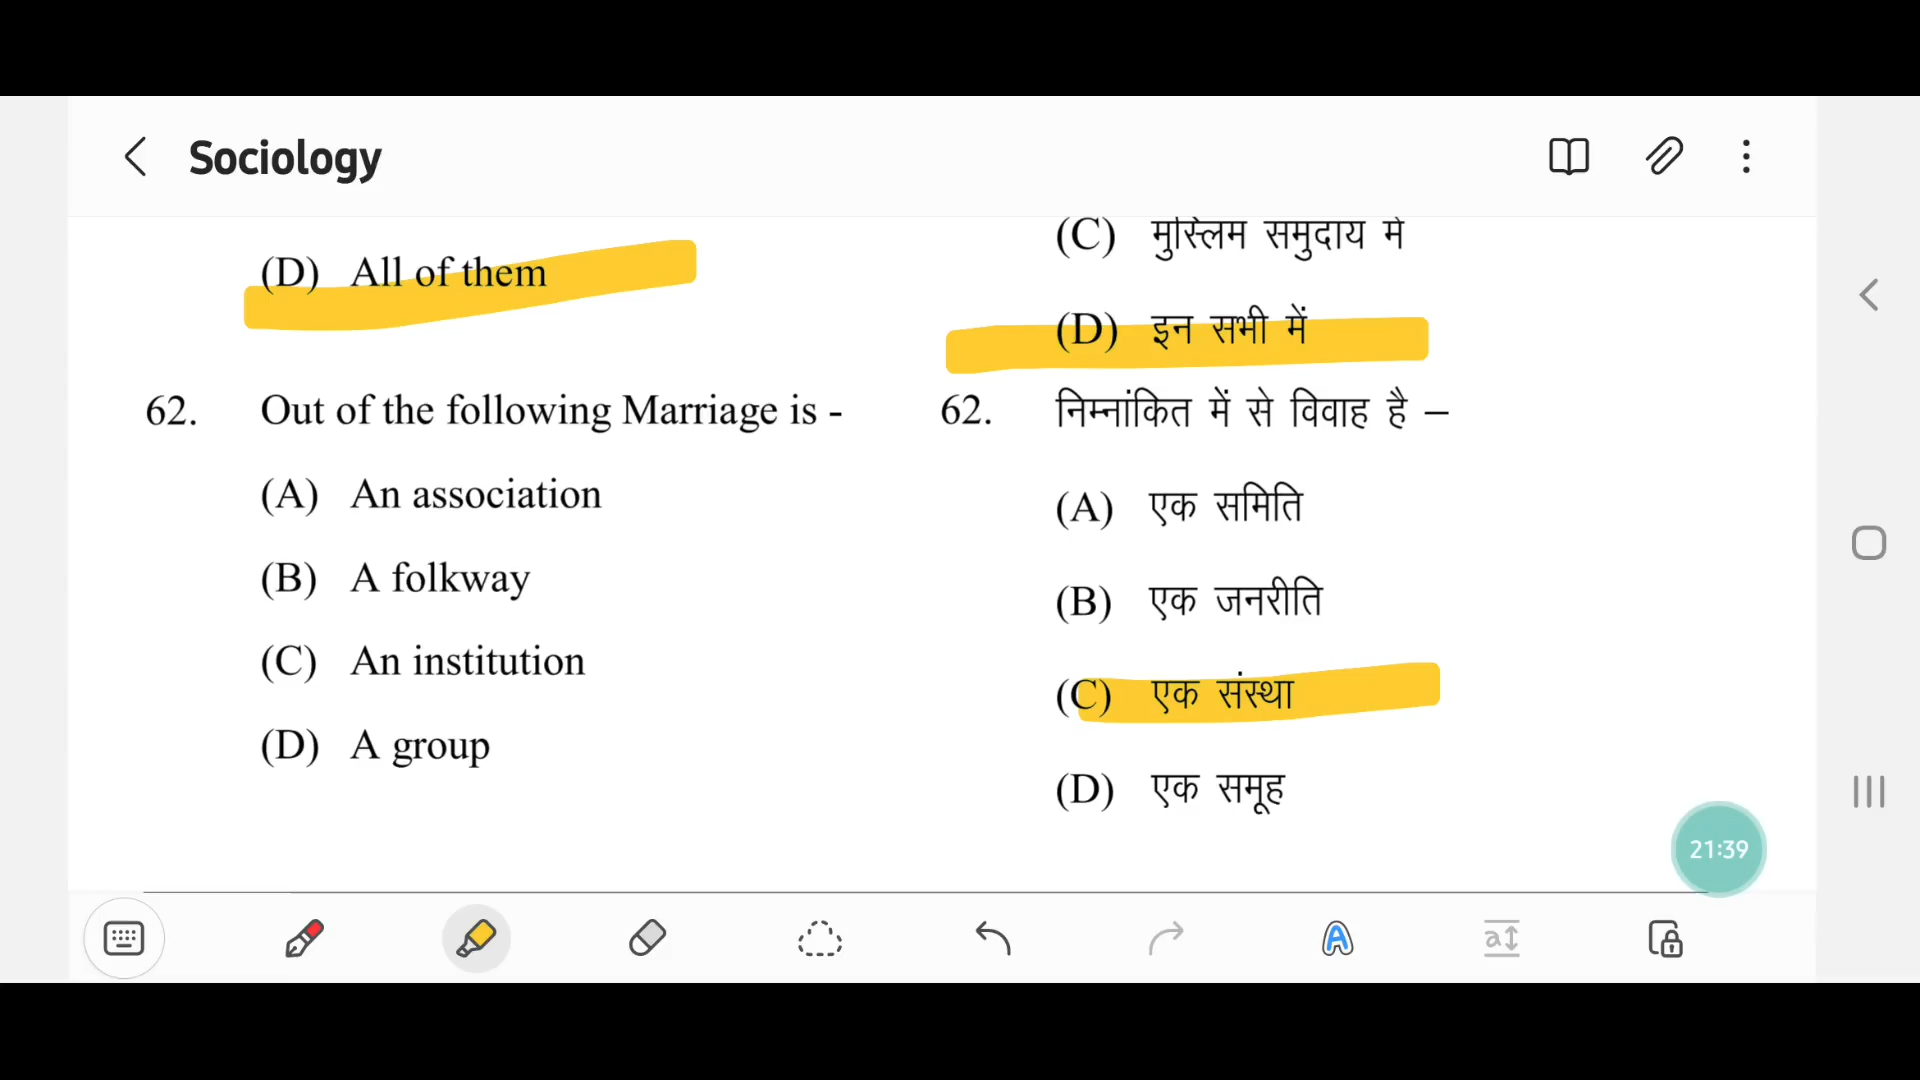 Sociology
(D) All of them
62. Out of the following Marriage is -
(A) An association
(B) A folkway
(C) An institution
(D) A group
(C) मुस्लिम समुदाय में
(D) इन सभी में
62. निम्नांकित में से विवाह है –
(A) एक समिति
(B) एक जनरीति
(C) एक संस्था
(D) एक समूह
21:39